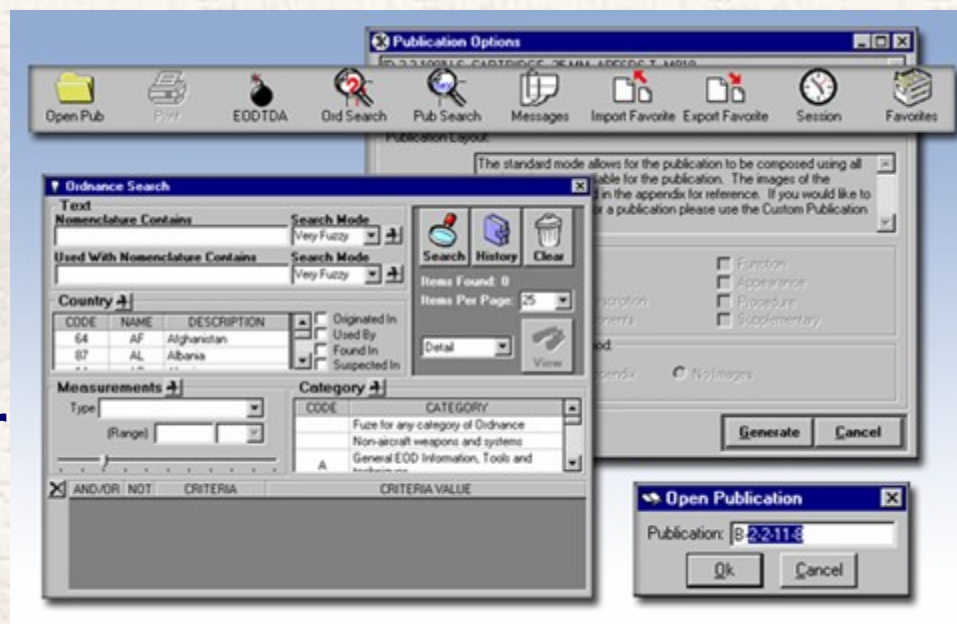 Publication Options
Open Pub
Print
EODTDA
Ord Search
Pub Search
Messages
Import Favorite
Export Favorite
Session
Favorites
Publication Layout:
The standard mode allows for the publication to be composed using all
lable for the publication. The images of the
d in the appendix for reference. If you would like to
or a publication please use the Custom Publication
Function
Appearance
Procedure
Supplementary
No Images
Generate
Cancel
Ordnance Search
Text
Nomenclature Contains
Search Mode
Very Fuzzy
Used With Nomenclature Contains
Search Mode
Very Fuzzy
Search
History
Clear
Items Found: 0
Items Per Page: 25
Detail
View
Country
CODE NAME DESCRIPTION
64 AF Afghanistan
87 AL Albania
Originated In
Used By
Found In
Suspected In
Measurements
Type
(Range)
Category
CODE CATEGORY
Fuze for any category of Ordnance
Non-aircraft weapons and systems
A General EOD Information, Tools and
AND/OR NOT CRITERIA CRITERIA VALUE
Open Publication
Publication: B-2-2-11-8
Ok
Cancel